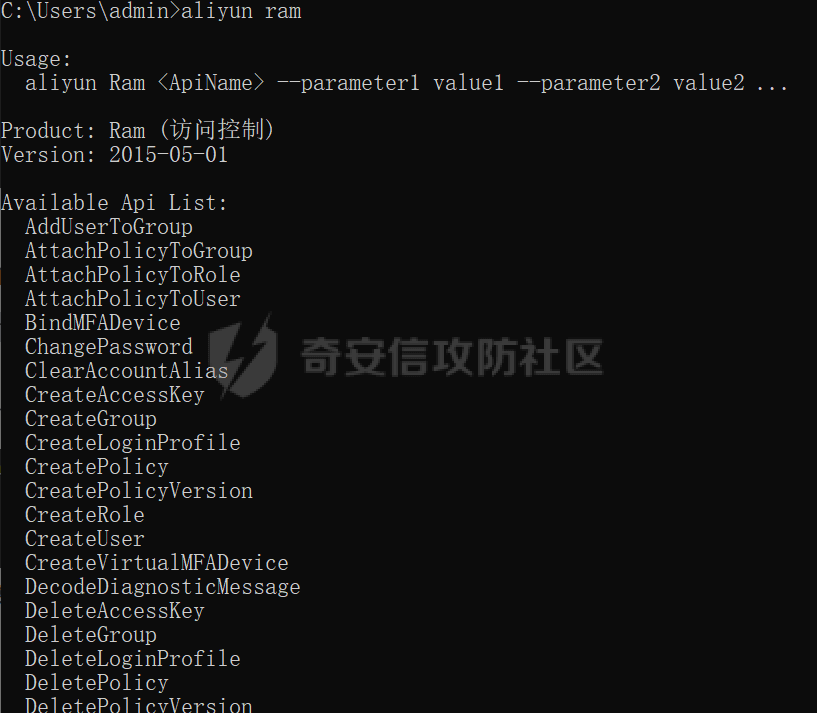 C:\Users\admin>aliyun ram
Usage:
aliyun Ram <ApiName> --parameter1 value1 --parameter2 value2 ...
Product: Ram (访问控制)
Version: 2015-05-01
Available Api List:
AddUserToGroup
AttachPolicyToGroup
AttachPolicyToRole
AttachPolicyToUser
BindMFADevice
ChangePassword
奇安信攻防社区
ClearAccountAlias
CreateAccessKey
CreateGroup
CreateLoginProfile
CreatePolicy
CreatePolicyVersion
CreateRole
CreateUser
CreateVirtualMFADevice
DecodeDiagnosticMessage
DeleteAccessKey
DeleteGroup
DeleteLoginProfile
DeletePolicy
DeletePolicyVersion